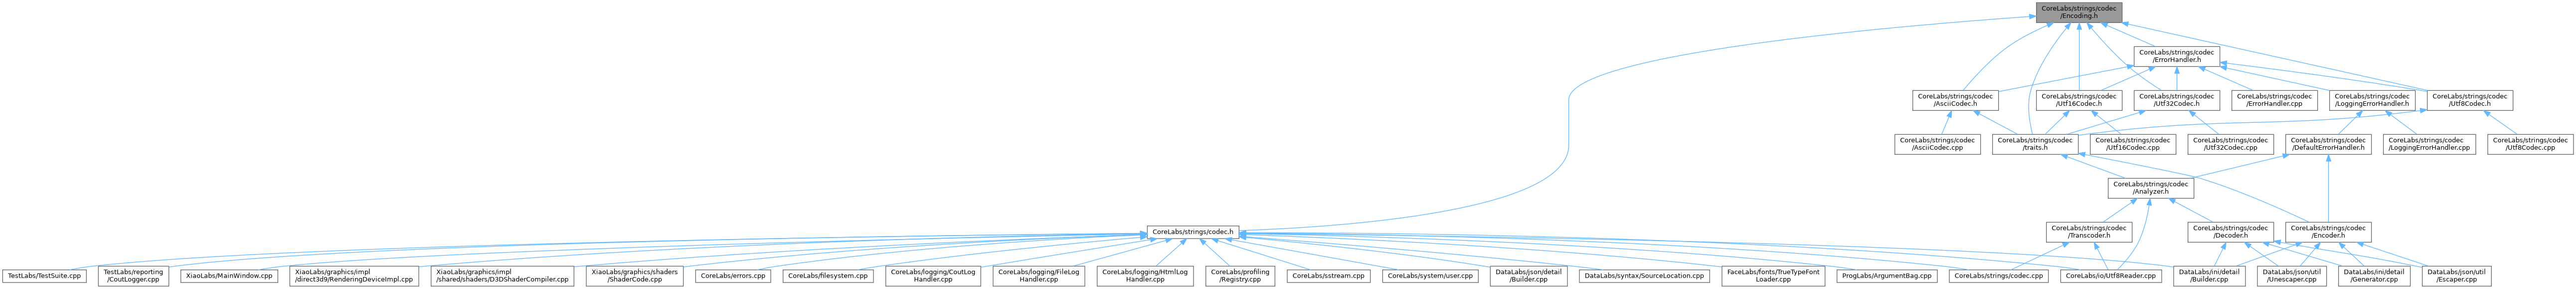 CoreLabs/strings/codec
/Encoding.h
CoreLabs/strings/codec
/ErrorHandler.h
CoreLabs/strings/codec
/AsciiCodec.h
CoreLabs/strings/codec
/Utf16Codec.h
CoreLabs/strings/codec
/Utf32Codec.h
CoreLabs/strings/codec
/ErrorHandler.cpp
CoreLabs/strings/codec
/LoggingErrorHandler.h
CoreLabs/strings/codec
/Utf8Codec.h
CoreLabs/strings/codec
/AsciiCodec.cpp
CoreLabs/strings/codec
/traits.h
CoreLabs/strings/codec
/Utf16Codec.cpp
CoreLabs/strings/codec
/Utf32Codec.cpp
CoreLabs/strings/codec
/DefaultErrorHandler.h
CoreLabs/strings/codec
/LoggingErrorHandler.cpp
CoreLabs/strings/codec
/Utf8Codec.cpp
CoreLabs/strings/codec
/Analyzer.h
CoreLabs/strings/codec.h
CoreLabs/strings/codec
/Transcoder.h
CoreLabs/strings/codec
/Decoder.h
CoreLabs/strings/codec
/Encoder.h
TestLabs/TestSuite.cpp
TestLabs/reporting
/CoutLogger.cpp
XiaoLabs/MainWindow.cpp
XiaoLabs/graphics/impl
/direct3d9/RenderingDeviceImpl.cpp
XiaoLabs/graphics/impl
/shared/shaders/D3DShaderCompiler.cpp
XiaoLabs/graphics/shaders
/ShaderCode.cpp
CoreLabs/errors.cpp
CoreLabs/filesystem.cpp
CoreLabs/logging/CoutLog
Handler.cpp
CoreLabs/logging/FileLog
Handler.cpp
CoreLabs/logging/HtmlLog
Handler.cpp
CoreLabs/profiling
/Registry.cpp
CoreLabs/sstream.cpp
CoreLabs/system/user.cpp
DataLabs/json/detail
/Builder.cpp
DataLabs/syntax/SourceLocation.cpp
FaceLabs/fonts/TrueTypeFont
Loader.cpp
ProgLabs/ArgumentBag.cpp
CoreLabs/strings/codec.cpp
CoreLabs/io/Utf8Reader.cpp
DataLabs/ini/detail
/Builder.cpp
DataLabs/json/util
/Unescaper.cpp
DataLabs/ini/detail
/Generator.cpp
DataLabs/json/util
/Escaper.cpp